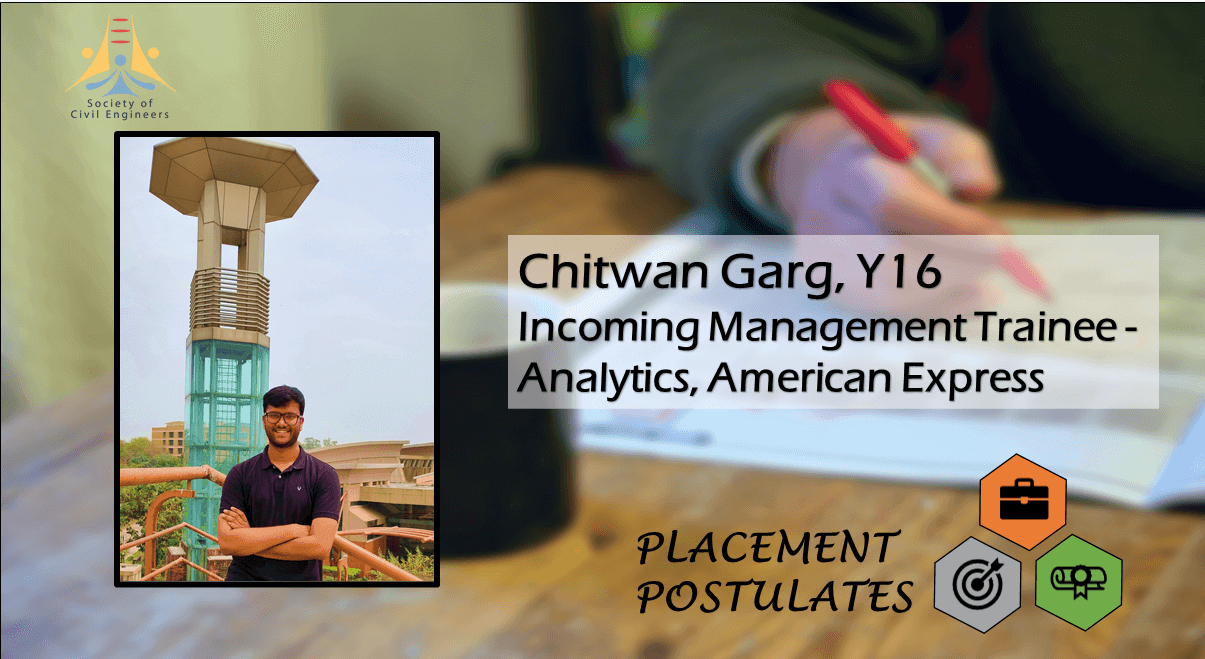 Society of
Civil Engineers
Chitwan Garg, Y16
Incoming Management Trainee -
Analytics, American Express
PLACEMENT
POSTULATES